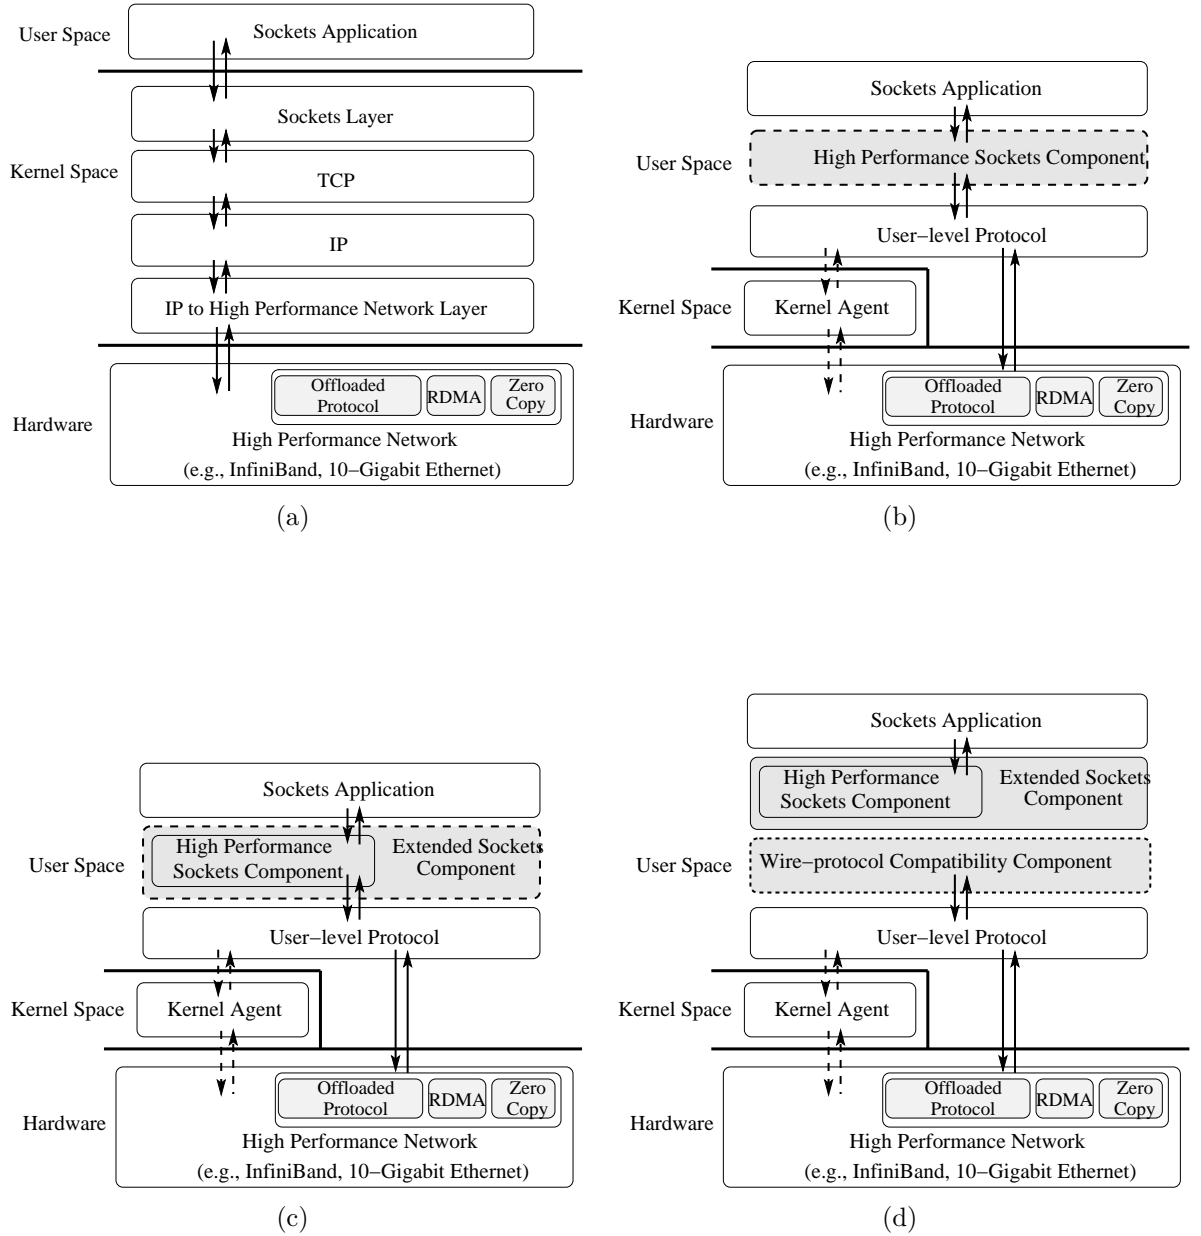 User Space
Sockets Application
Kernel Space
Sockets Layer
TCP
IP
IP to High Performance Network Layer
Hardware
Offloaded
Protocol
RDMA
Zero
Copy
High Performance Network
(e.g., InfiniBand, 10−Gigabit Ethernet)
(a)
Sockets Application
User Space
High Performance Sockets Component
User−level Protocol
Kernel Space
Kernel Agent
Hardware
Offloaded
Protocol
RDMA
Zero
Copy
High Performance Network
(e.g., InfiniBand, 10−Gigabit Ethernet)
(b)
Sockets Application
User Space
High Performance
Sockets Component
Extended Sockets
Component
User−level Protocol
Kernel Space
Kernel Agent
Hardware
Offloaded
Protocol
RDMA
Zero
Copy
High Performance Network
(e.g., InfiniBand, 10−Gigabit Ethernet)
(c)
Sockets Application
High Performance
Sockets Component
Extended Sockets
Component
User Space
Wire−protocol Compatibility Component
User−level Protocol
Kernel Space
Kernel Agent
Hardware
Offloaded
Protocol
RDMA
Zero
Copy
High Performance Network
(e.g., InfiniBand, 10−Gigabit Ethernet)
(d)